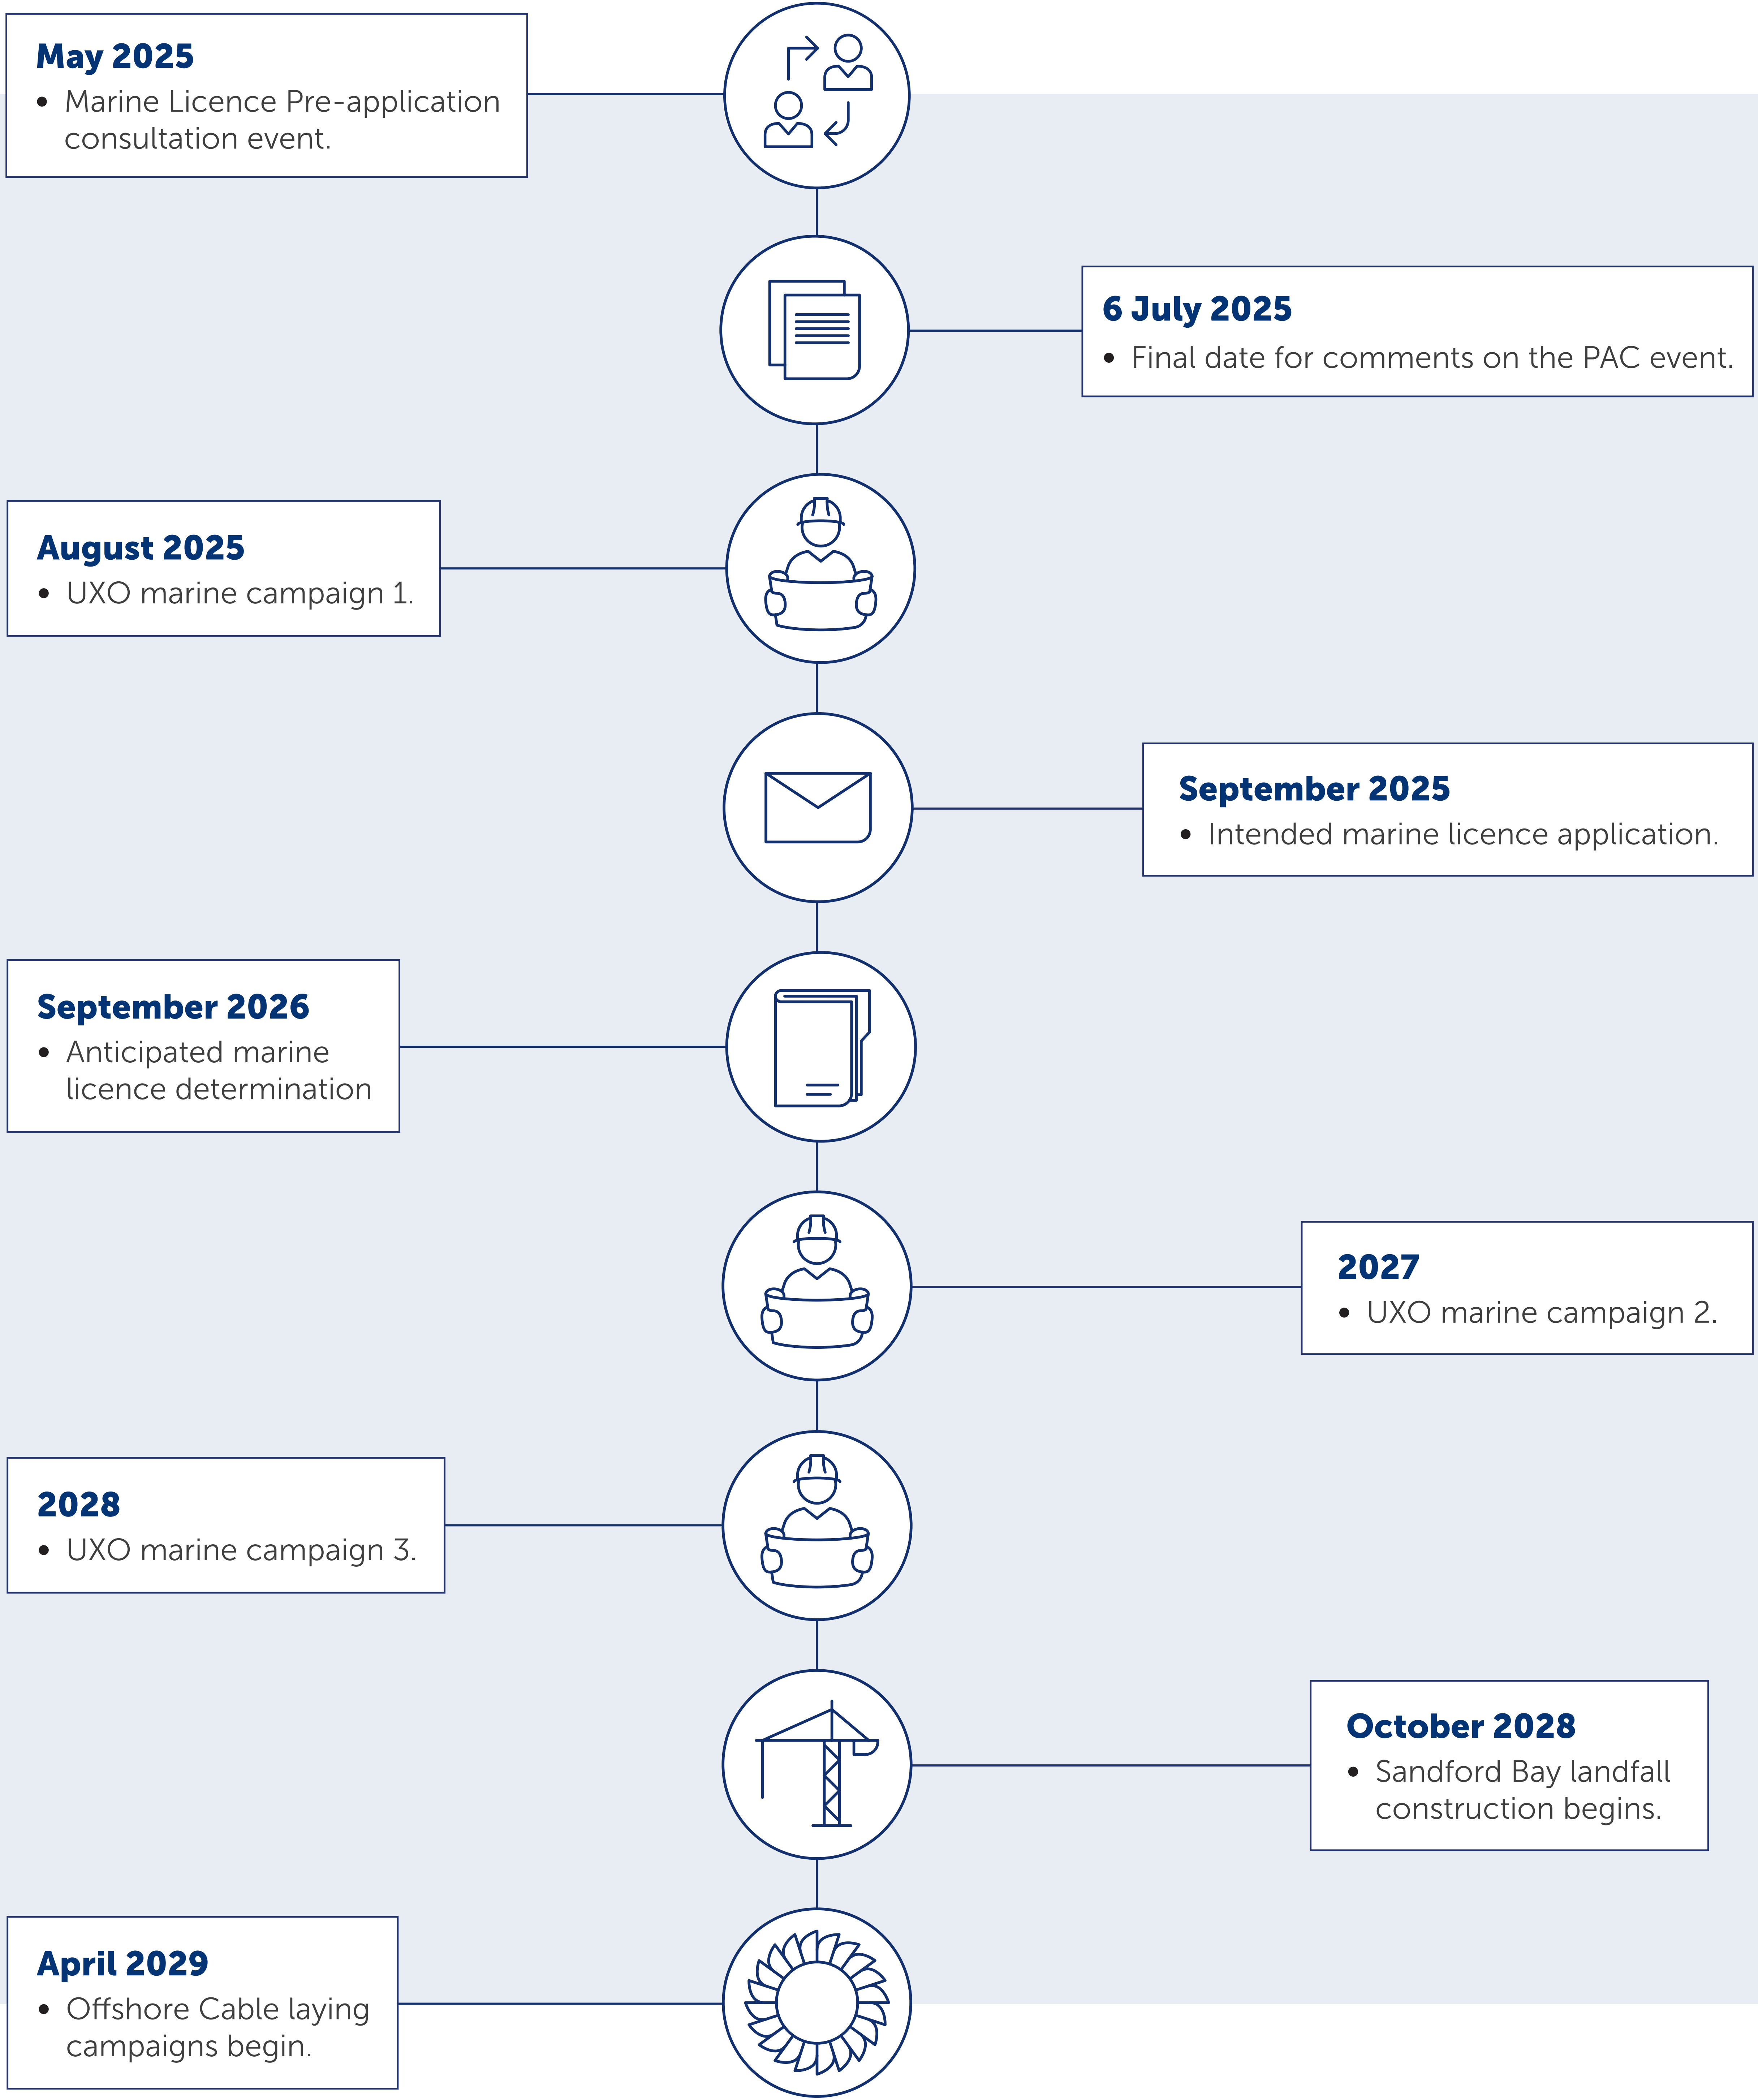 May 2025
• Marine Licence Pre-application
consultation event.
6 July 2025
• Final date for comments on the PAC event.
August 2025
• UXO marine campaign 1.
September 2025
• Intended marine licence application.
September 2026
• Anticipated marine
licence determination
2027
• UXO marine campaign 2.
2028
• UXO marine campaign 3.
October 2028
• Sandford Bay landfall
construction begins.
April 2029
• Offshore Cable laying
campaigns begin.